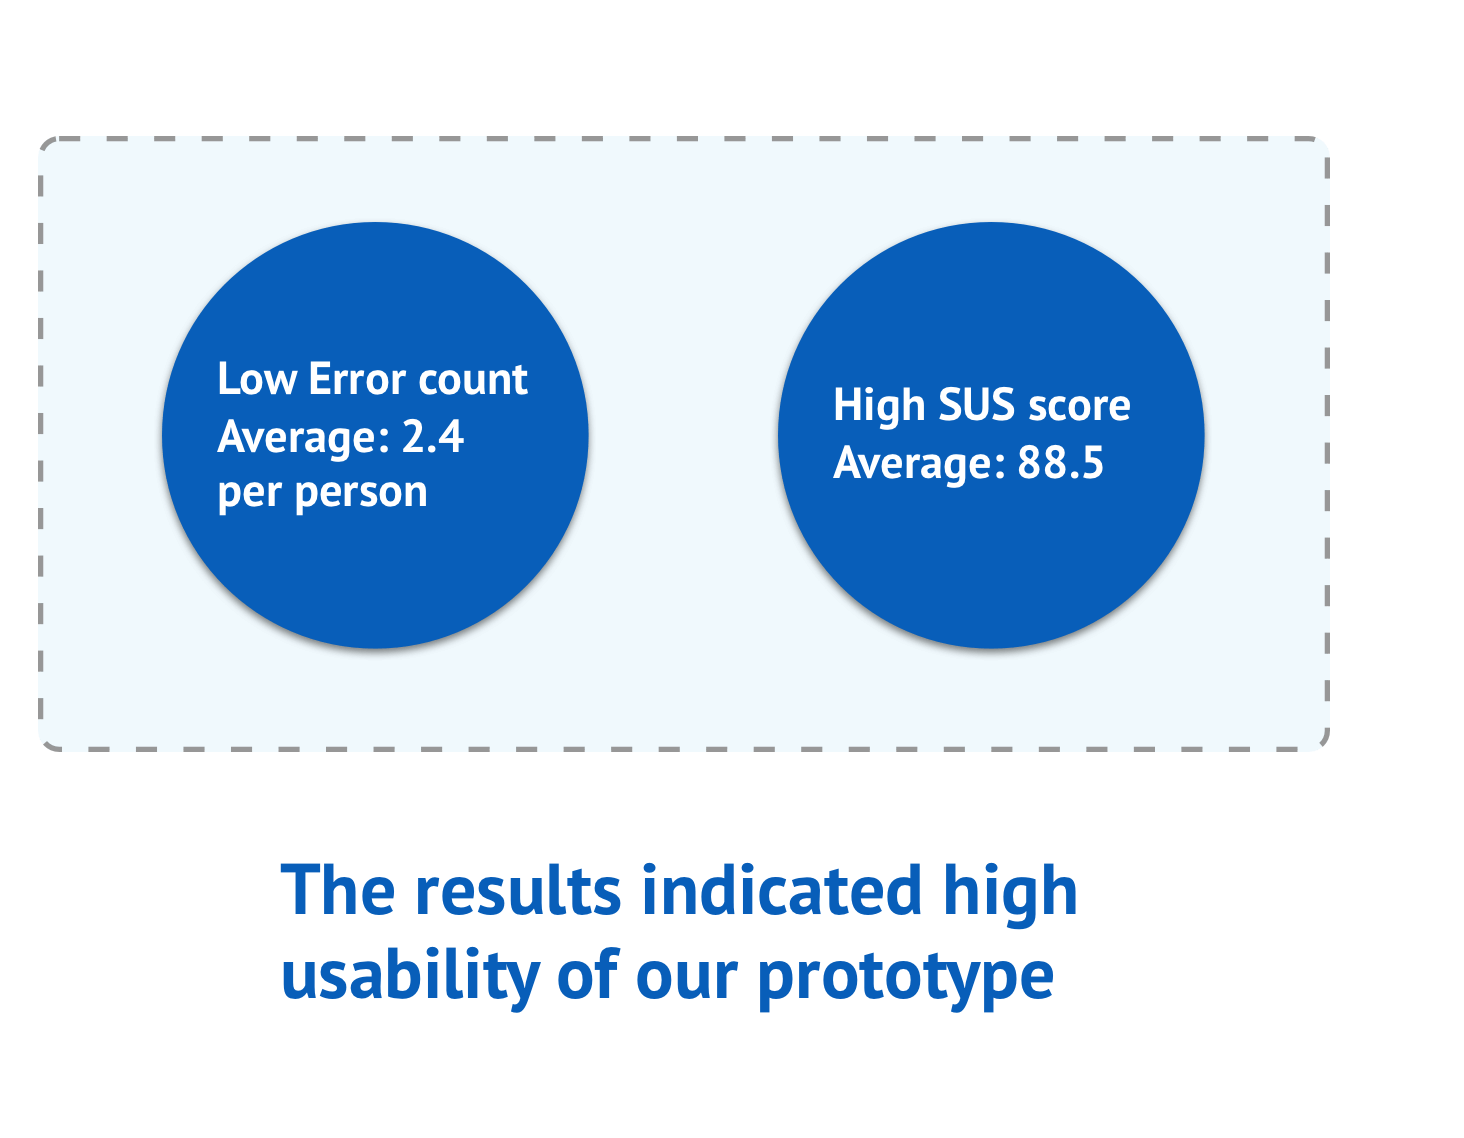 Low Error count
Average: 2.4
per person
High SUS score
Average: 88.5
The results indicated high
usability of our prototype